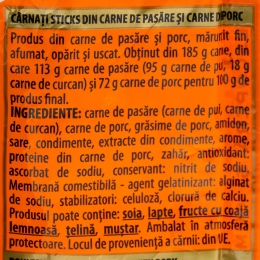 CÂRNAȚI STICKS DIN CARNE DE PASĂRE ȘI CARNE D PORC
Produs din carne de pasăre și porc, mărunțit fin,
afumat, opărit și uscat. Obținut din 185 g carne, din
care 113 g carne de pasăre (95 g carne de pui, 18 g
carne de curcan) și 72 g carne de porc pentru 100 g de
produs final.
INGREDIENTE: carne de pasăre (carne de pui, carne
de curcan), carne de porc, grăsime de porc, amidon,
sare, condimente, extracte din condimente, arome,
proteine din carne de porc, zahăr, antioxidant:
ascorbat de sodiu, conservant: nitrit de sodiu.
Membrană comestibilă - agent gelatinizant: alginat
de sodiu, stabilizatori: celuloză, clorură de calciu.
Produsul poate conține: soia, lapte, fructe cu coajă
lemnoasă, țelină, muștar. Ambalat în atmosferă
protectoare. Locul de proveniență a cărnii: din UE.